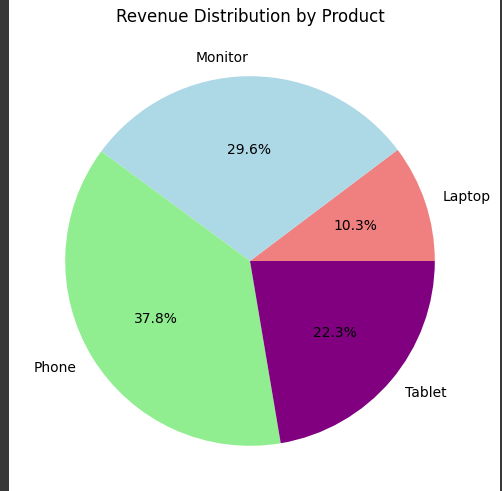 Revenue Distribution by Product
Monitor
29.6%
Laptop
10.3%
37.8%
22.3%
Phone
Tablet